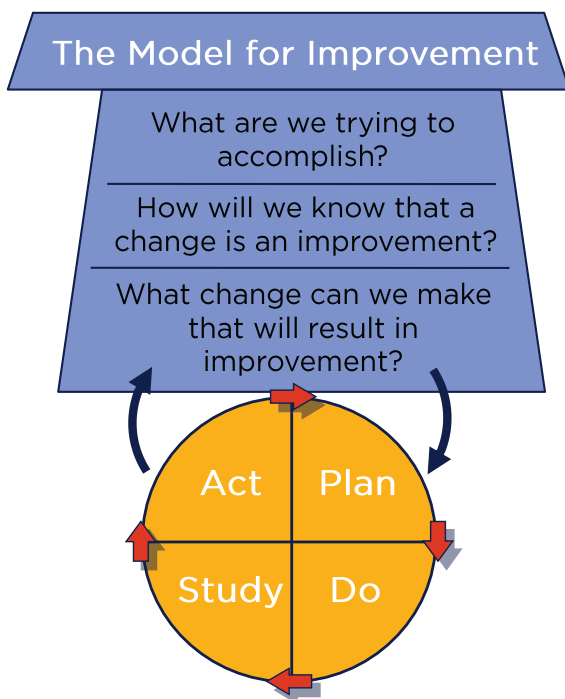 The Model for Improvement
What are we trying to
accomplish?
How will we know that a
change is an improvement?
What change can we make
that will result in
improvement?
Act
Plan
Study
Do